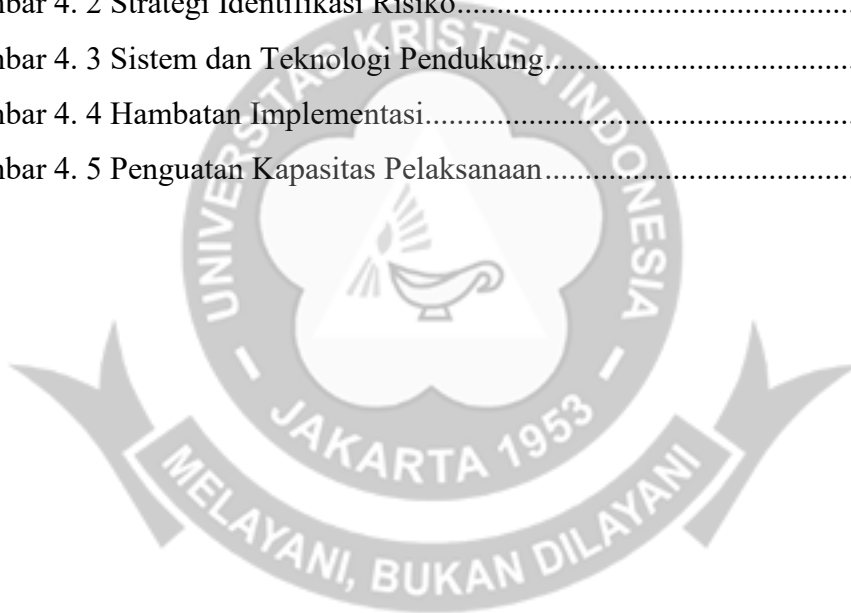 mbar 4. 2 Strategi Identifikasi Risiko
mbar 4. 3 Sistem dan Teknologi Pendukung
mbar 4. 4 Hambatan Implementasi
mbar 4. 5 Penguatan Kapasitas Pelaksanaan
UNIVERSITAS KRISTEN INDONESIA
JAKARTA 1953
MELAYANI, BUKAN DILAYANI